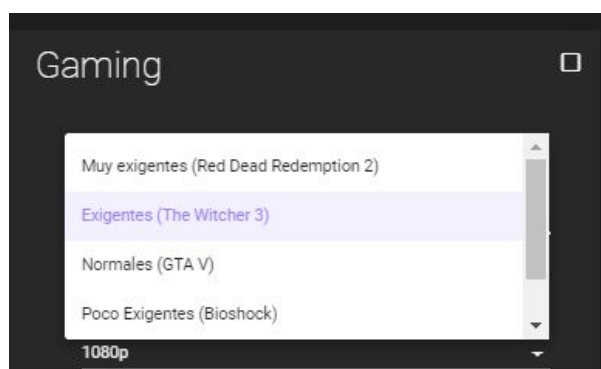 Gaming
Muy exigentes (Red Dead Redemption 2)
Exigentes (The Witcher 3)
Normales (GTA V)
Poco Exigentes (Bioshock)
1080p